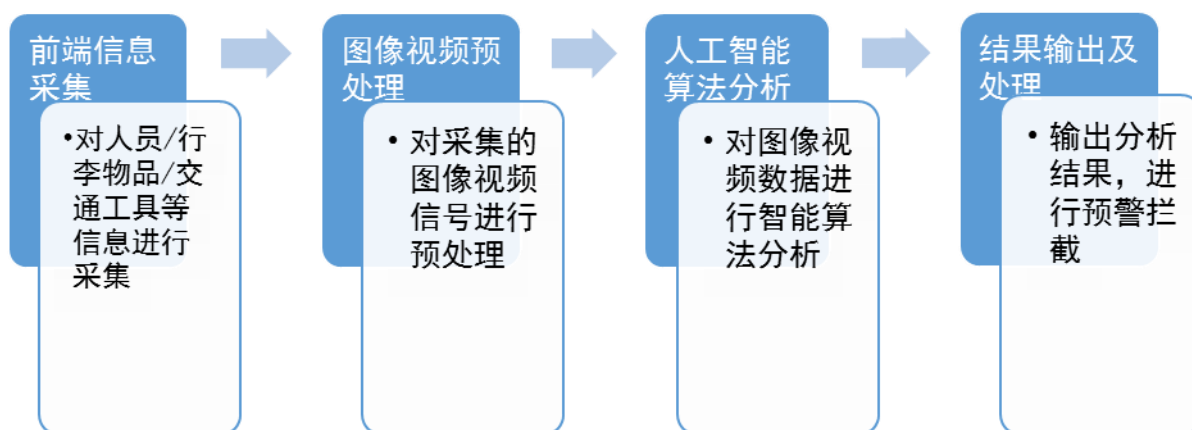 前端信息
采集
•对人员/行
李物品/交
通工具等
信息进行
采集
图像视频预
处理
• 对采集的
图像视频
信号进行
预处理
人工智能
算法分析
• 对图像视
频数据进
行智能算
法分析
结果输出及
处理
• 输出分析
结果，进
行预警拦
截